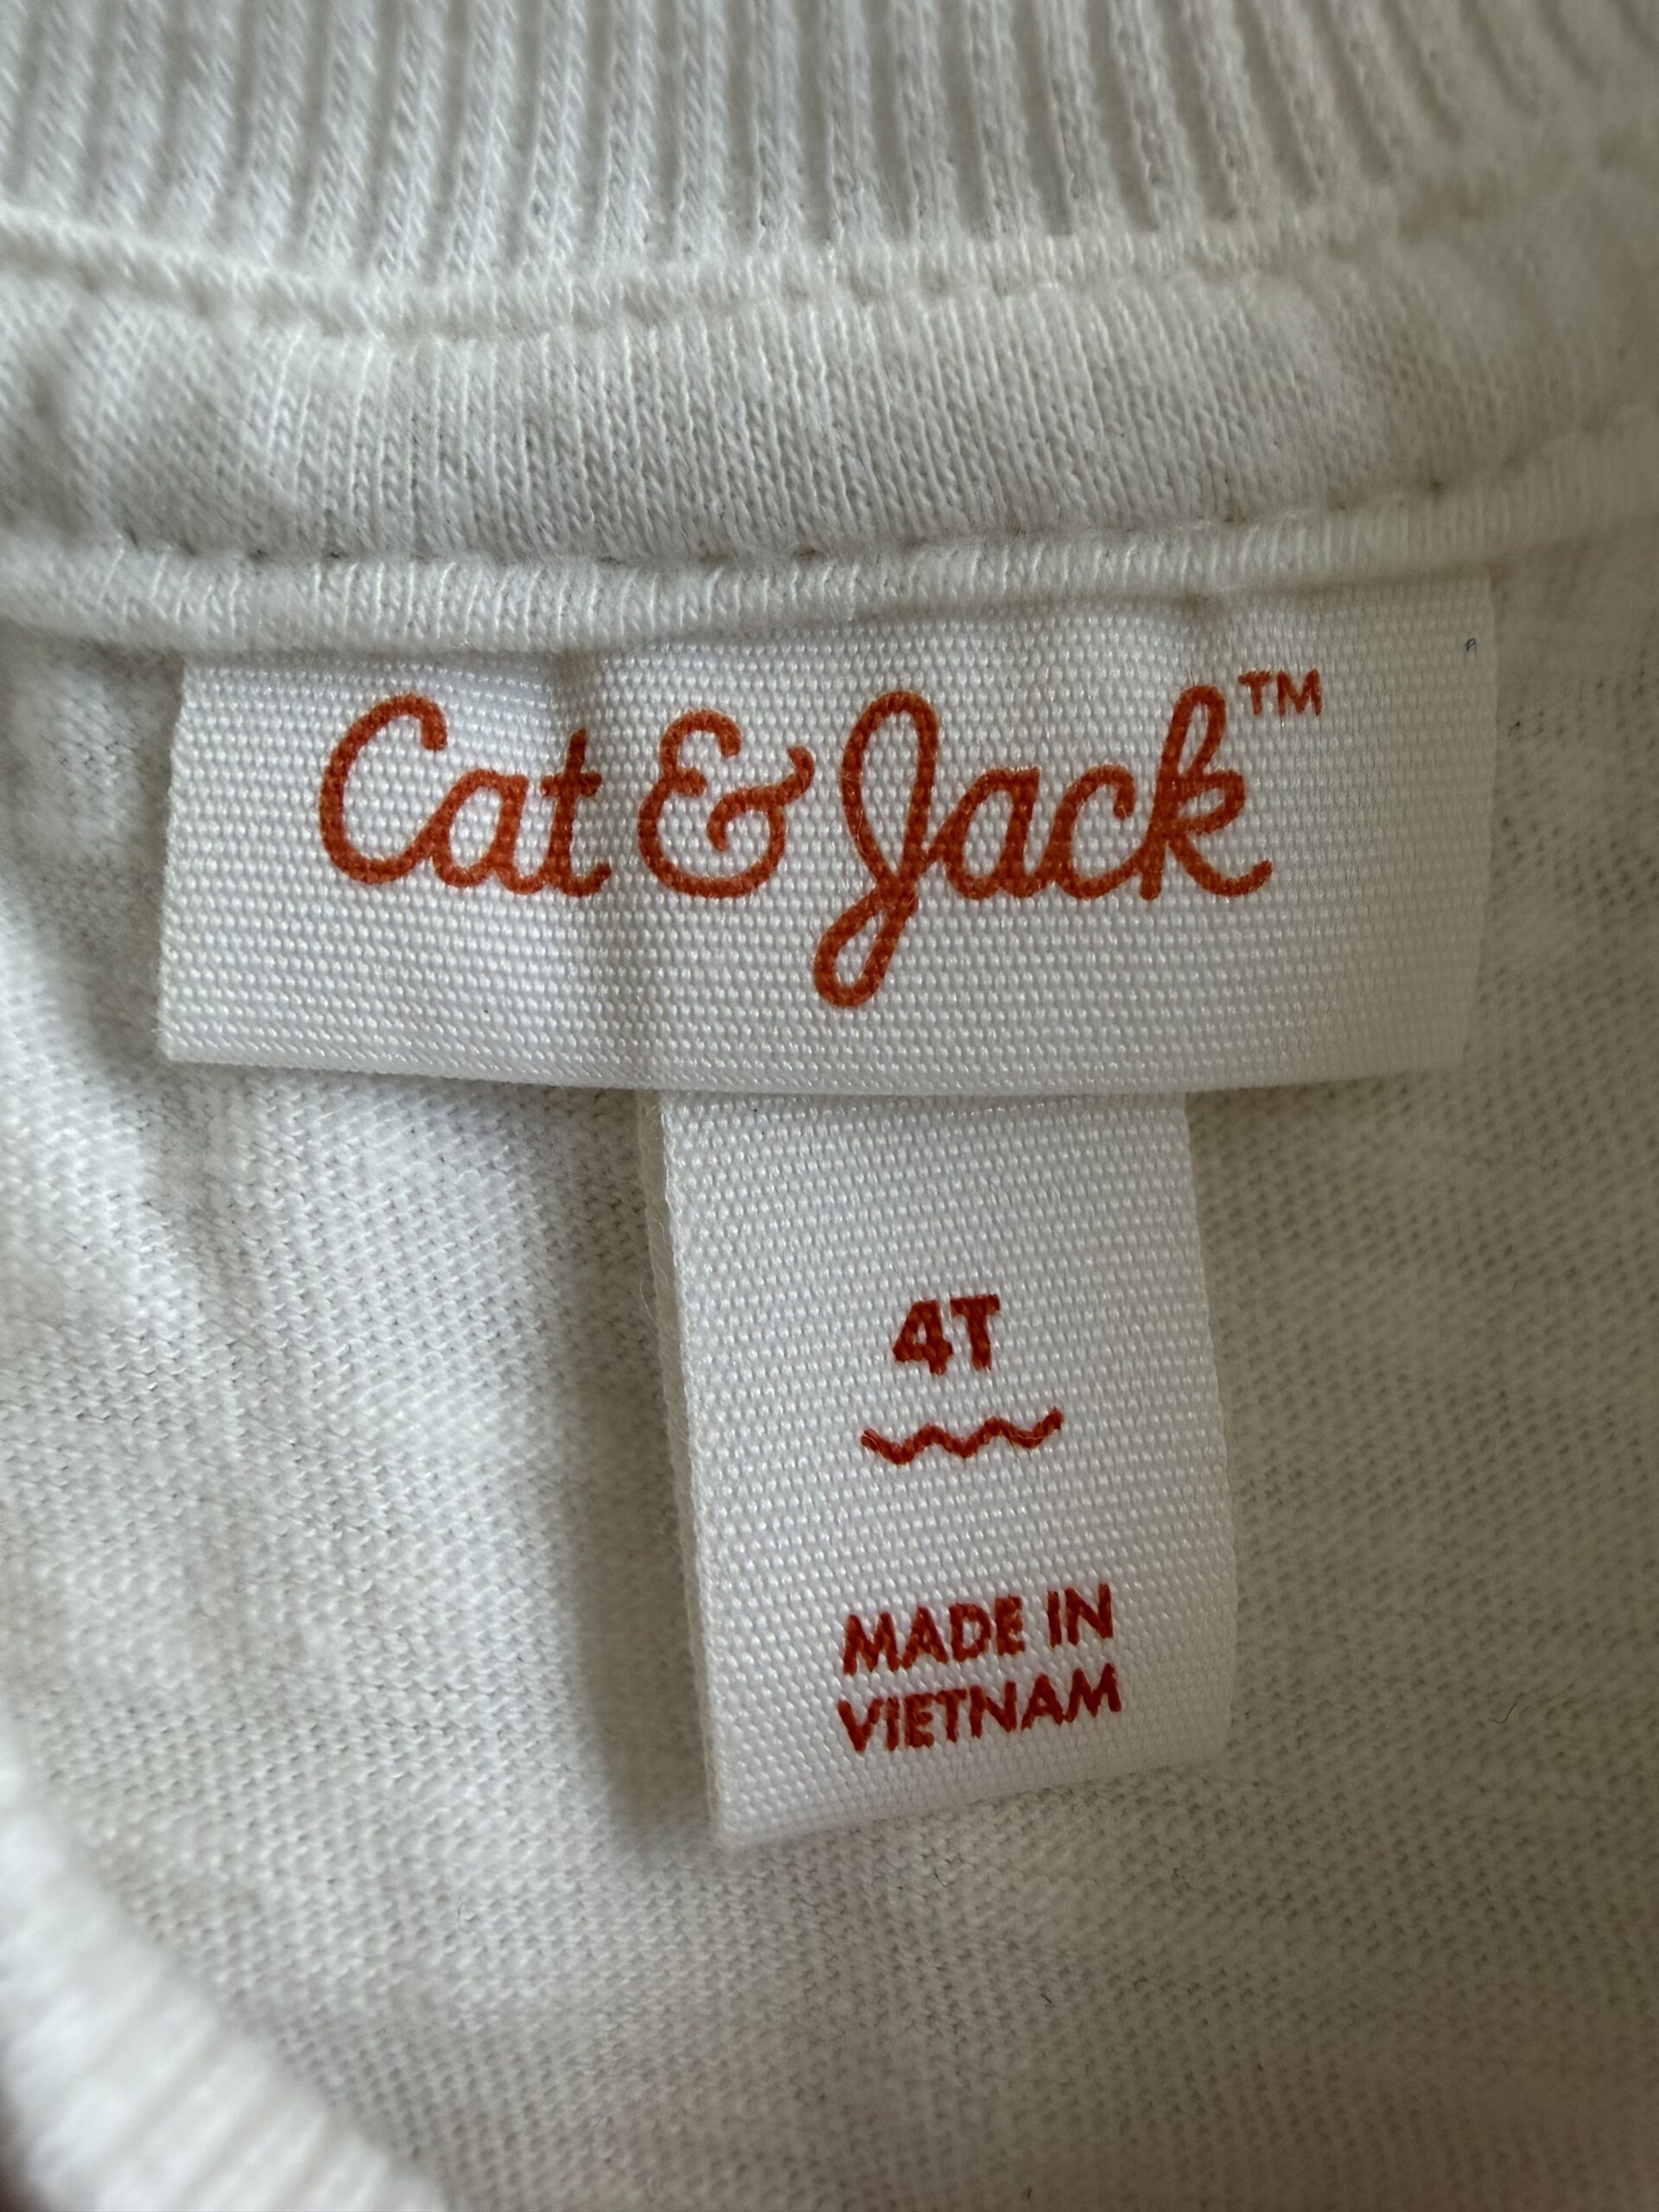 Cat & Jack™
4T
MADE IN
VIETNAM